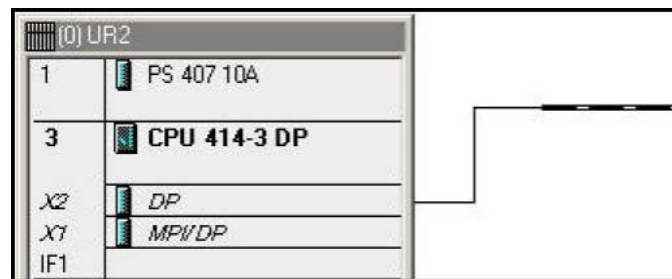 (0) UR2
1 PS 407 10A
3 CPU 414-3 DP
X2 DP
X1 MPI/DP
IF1